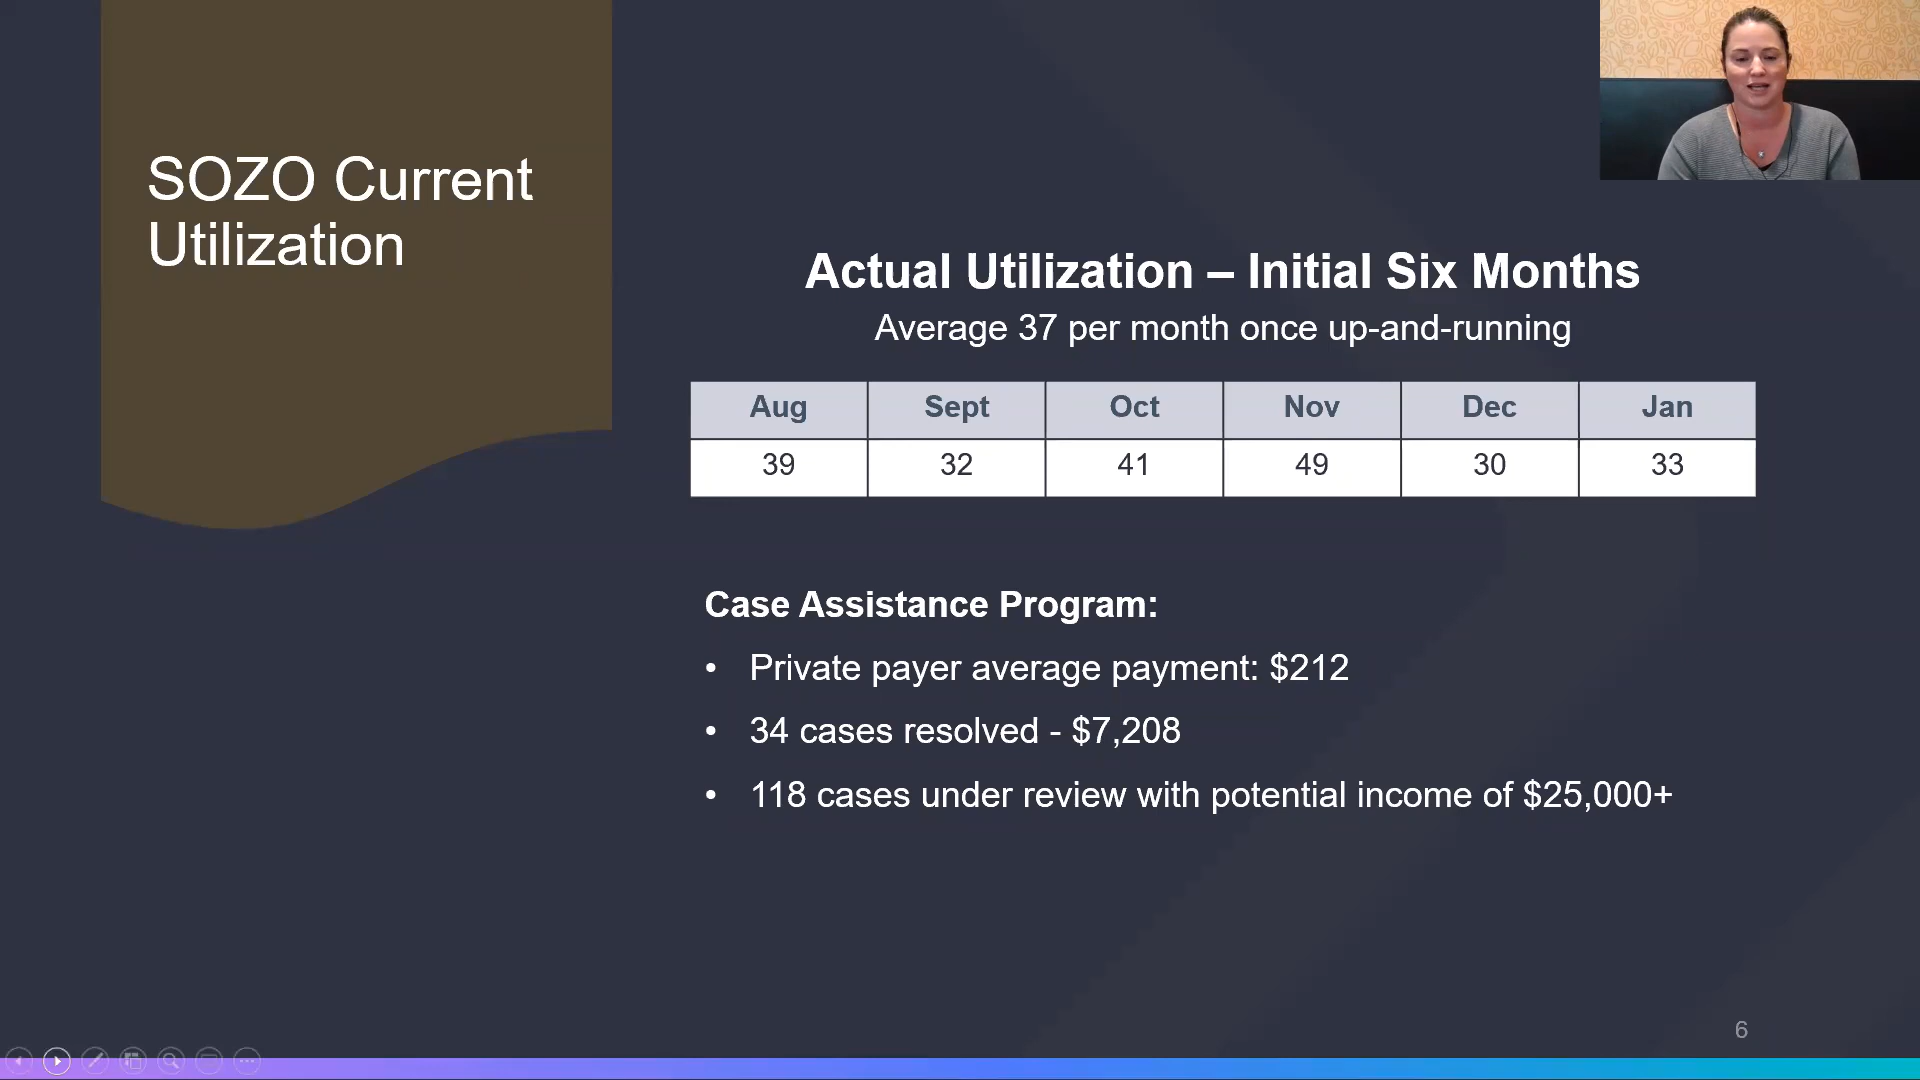 SOZO Current
Utilization
Actual Utilization – Initial Six Months
Average 37 per month once up-and-running
Aug Sept Oct Nov Dec Jan
39 32 41 49 30 33
Case Assistance Program:
• Private payer average payment: $212
• 34 cases resolved - $7,208
• 118 cases under review with potential income of $25,000+
6